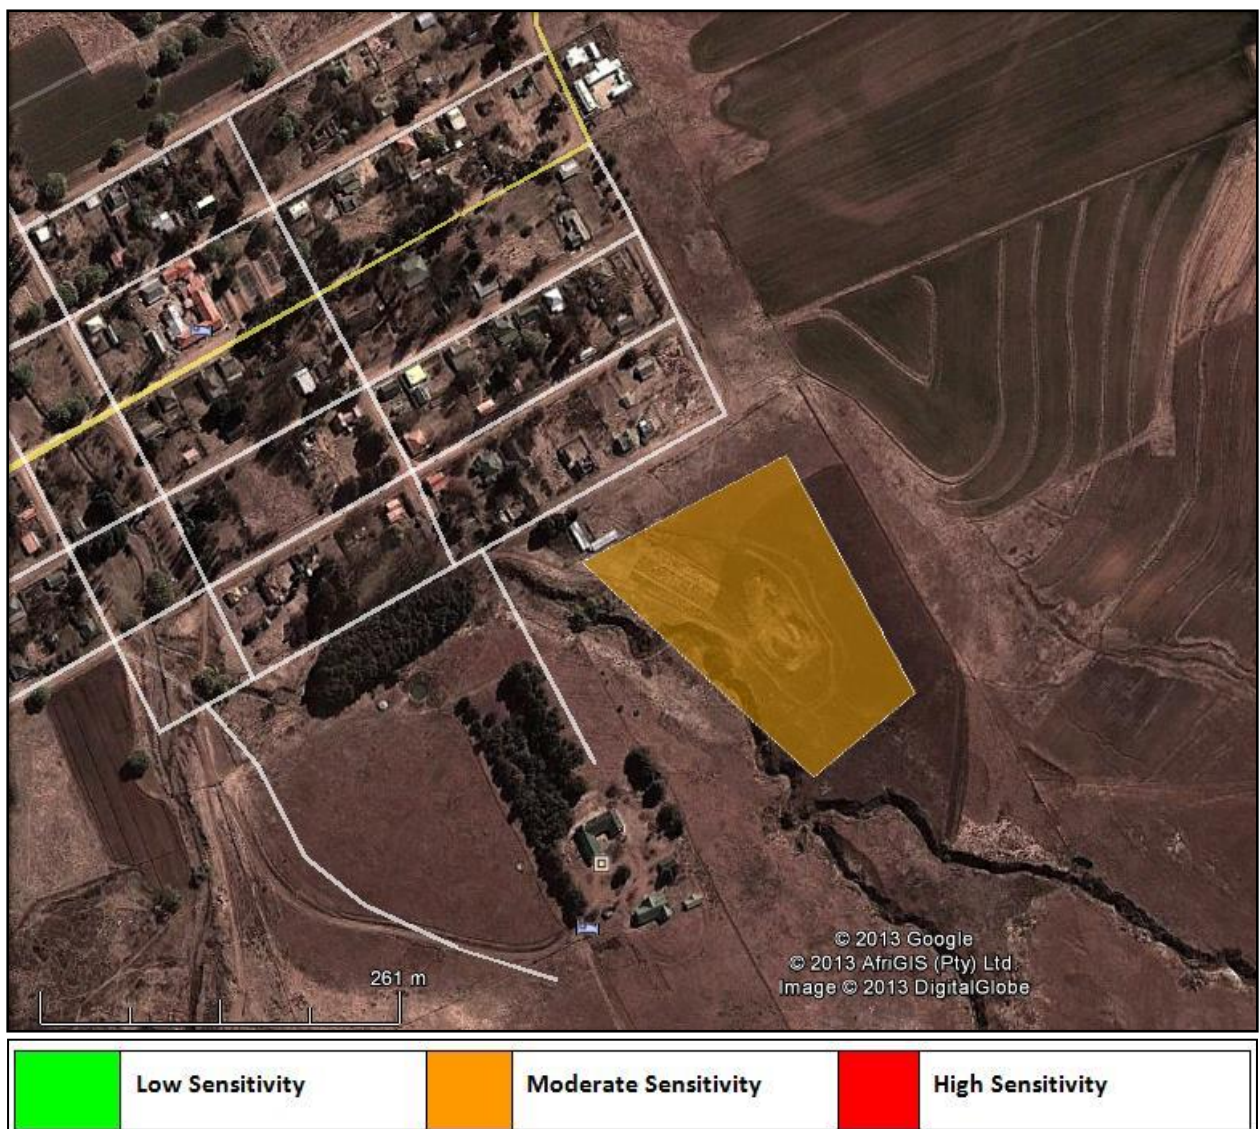 261 m
© 2013 Google
© 2013 AfriGIS (Pty) Ltd.
Image © 2013 DigitalGlobe
Low Sensitivity
Moderate Sensitivity
High Sensitivity